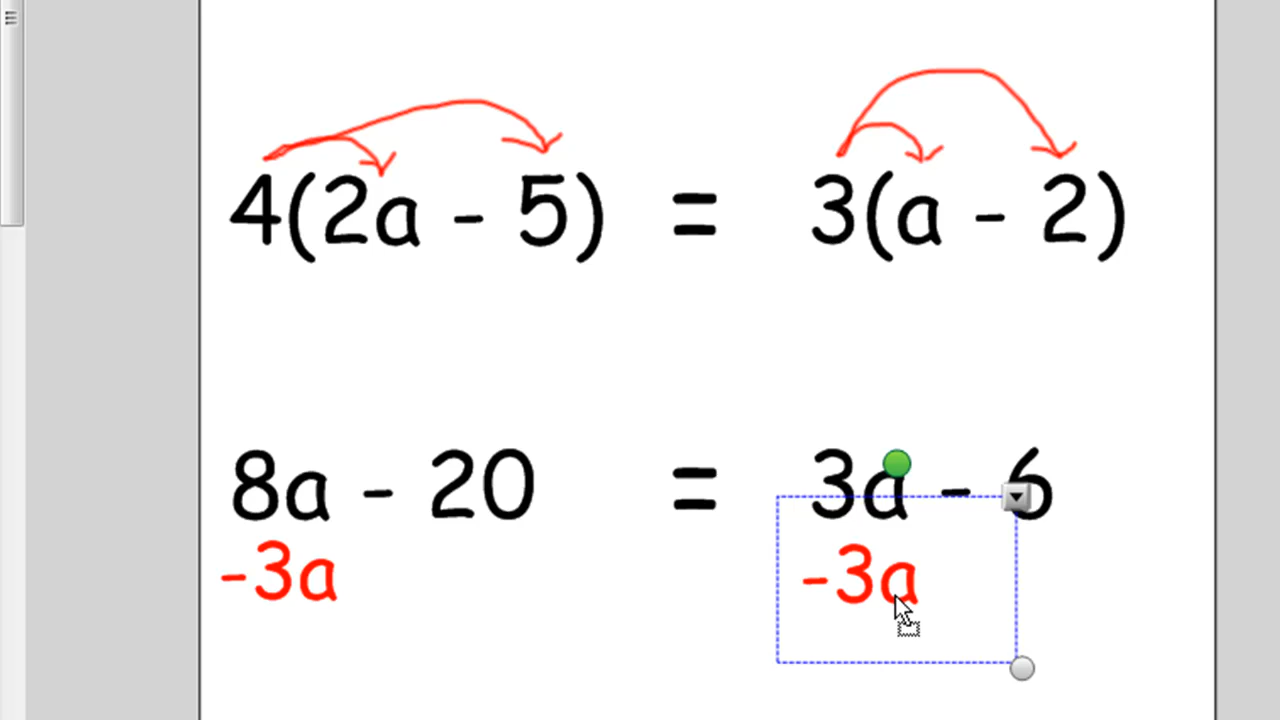 4(2a - 5) = 3(a - 2)
8a - 20 = 3a - 6
-3a -3a